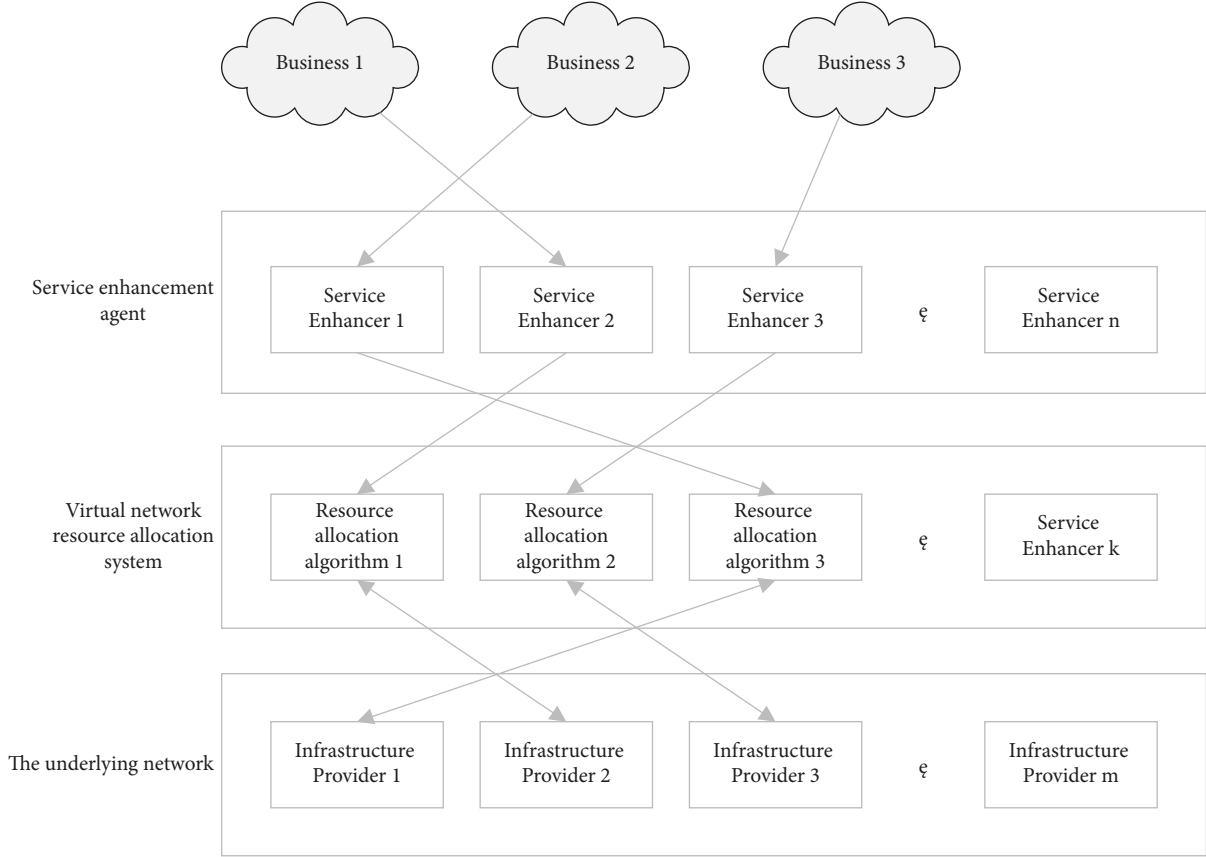 Business 1
Business 2
Business 3
Service enhancement
agent
Service
Enhancer 1
Service
Enhancer 2
Service
Enhancer 3
ę
Service
Enhancer n
Virtual network
resource allocation
system
Resource
allocation
algorithm 1
Resource
allocation
algorithm 2
Resource
allocation
algorithm 3
ę
Service
Enhancer k
The underlying network
Infrastructure
Provider 1
Infrastructure
Provider 2
Infrastructure
Provider 3
ę
Infrastructure
Provider m